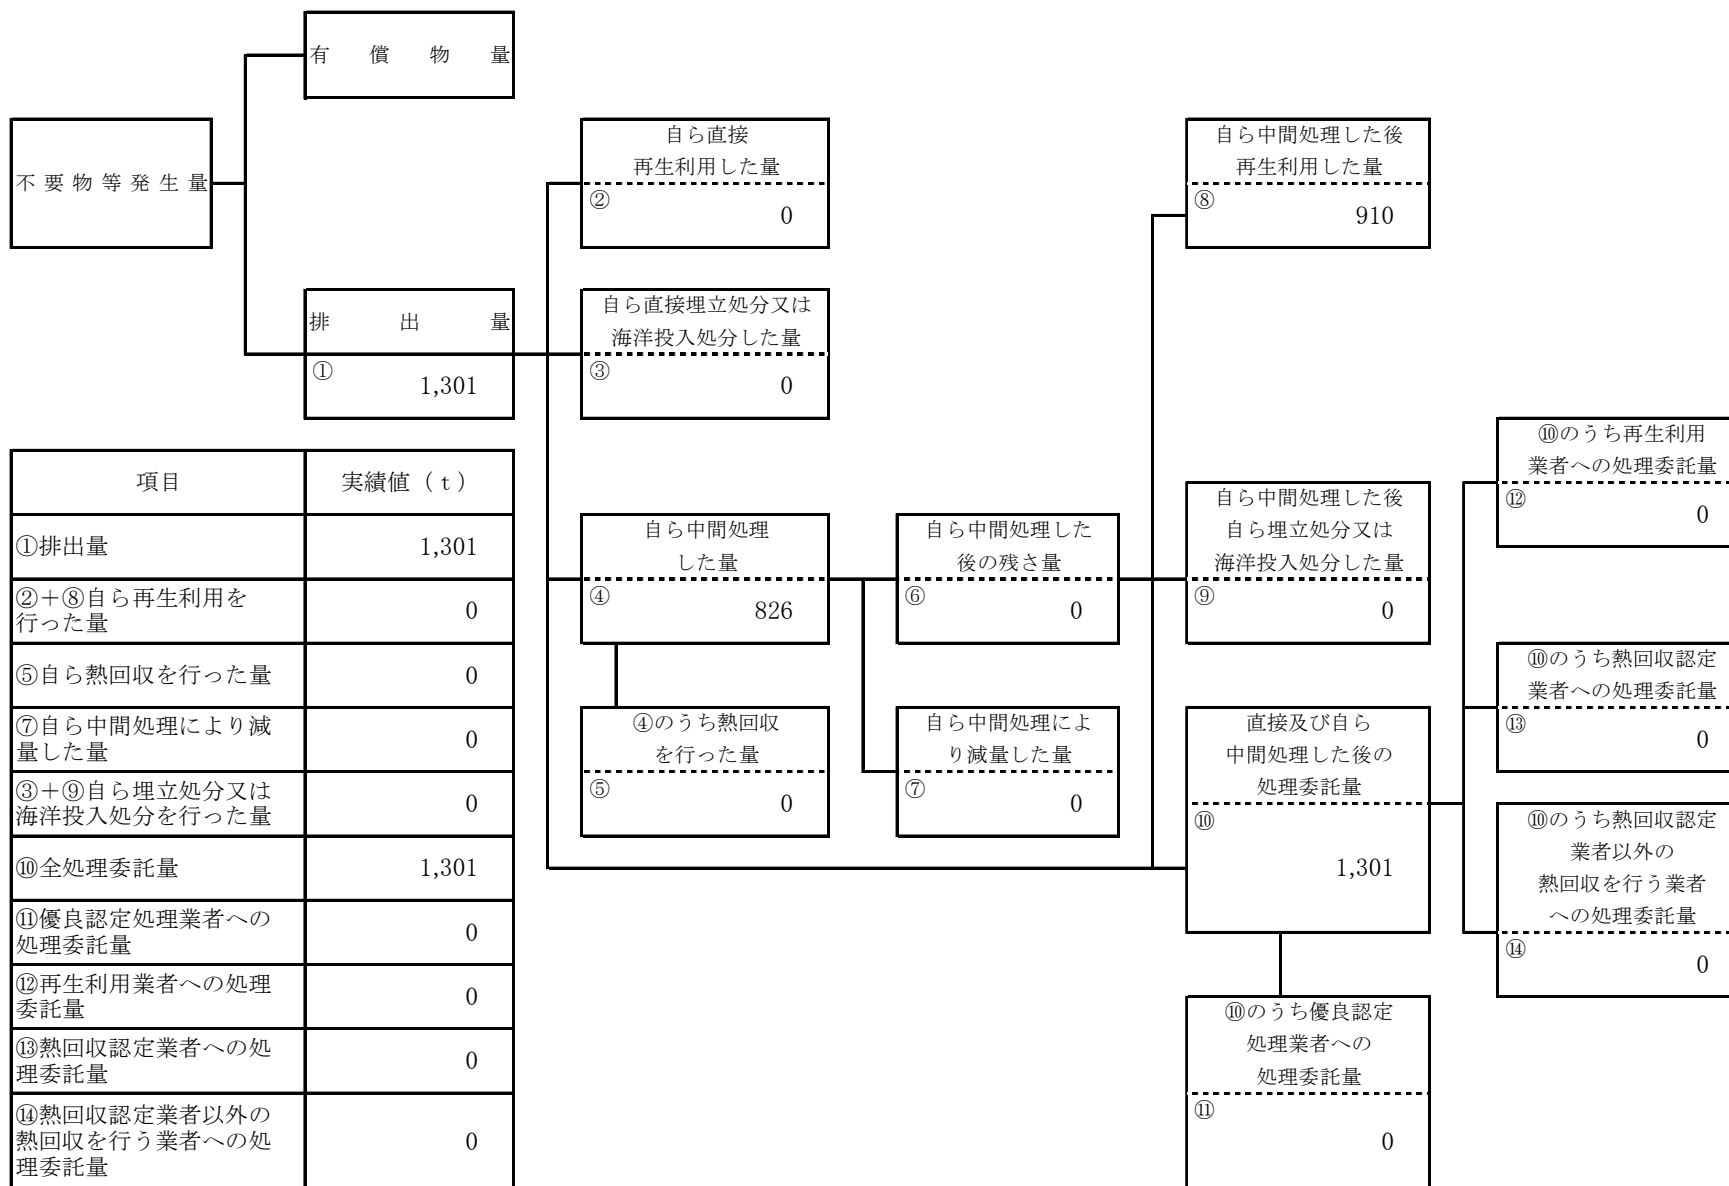 有償物量
不要物等発生量
自ら直接
再生利用した量
②
0
自ら中間処理した後
再生利用した量
⑧
910
排出量
①
1,301
自ら直接埋立処分又は
海洋投入処分した量
③
0
項目
実績値（ｔ）
①排出量
1,301
②＋⑧自ら再生利用を
行った量
0
⑤自ら熱回収を行った量
0
⑦自ら中間処理により減
量した量
0
③＋⑨自ら埋立処分又は
海洋投入処分を行った量
0
⑩全処理委託量
1,301
⑪優良認定処理業者への
処理委託量
0
⑫再生利用業者への処理
委託量
0
⑬熱回収認定業者への処
理委託量
0
⑭熱回収認定業者以外の
熱回収を行う業者への処
理委託量
0
自ら中間処理
した量
④
826
自ら中間処理した
後の残さ量
⑥
0
自ら中間処理した後
自ら埋立処分又は
海洋投入処分した量
⑨
0
④のうち熱回収
を行った量
⑤
0
自ら中間処理によ
り減量した量
⑦
0
直接及び自ら
中間処理した後の
処理委託量
⑩
1,301
⑩のうち再生利用
業者への処理委託量
⑫
0
⑩のうち熱回収認定
業者への処理委託量
⑬
0
⑩のうち熱回収認定
業者以外の
熱回収を行う業者
への処理委託量
⑭
0
⑩のうち優良認定
処理業者への
処理委託量
⑪
0